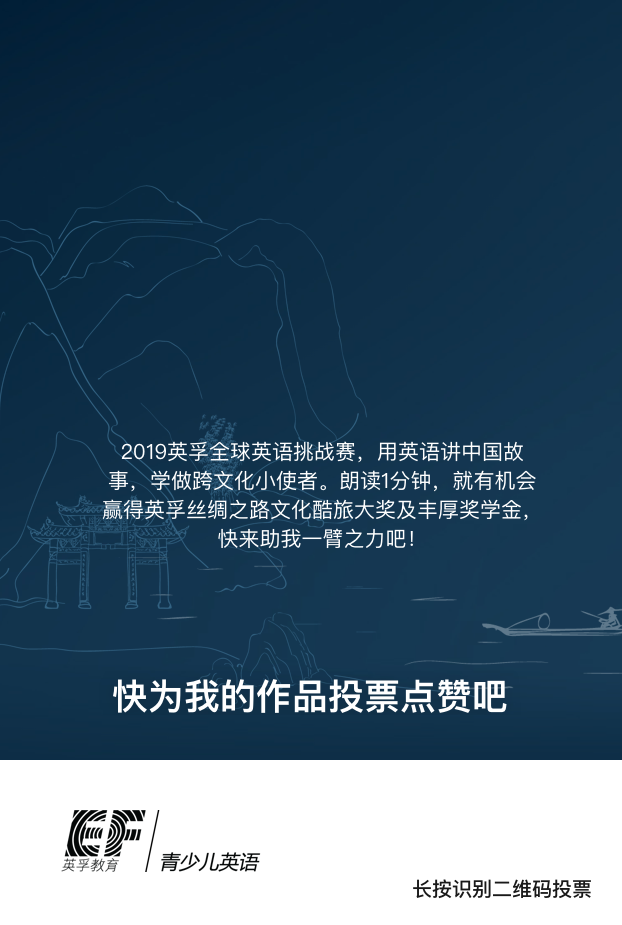 2019英孚全球英语挑战赛，用英语讲中国故
事，学做跨文化小使者。朗读1分钟，就有机会
赢得英孚丝绸之路文化酷旅大奖及丰厚奖学金，
快来助我一臂之力吧！
快为我的作品投票点赞吧
EF
英孚教育
青少儿英语
长按识别二维码投票